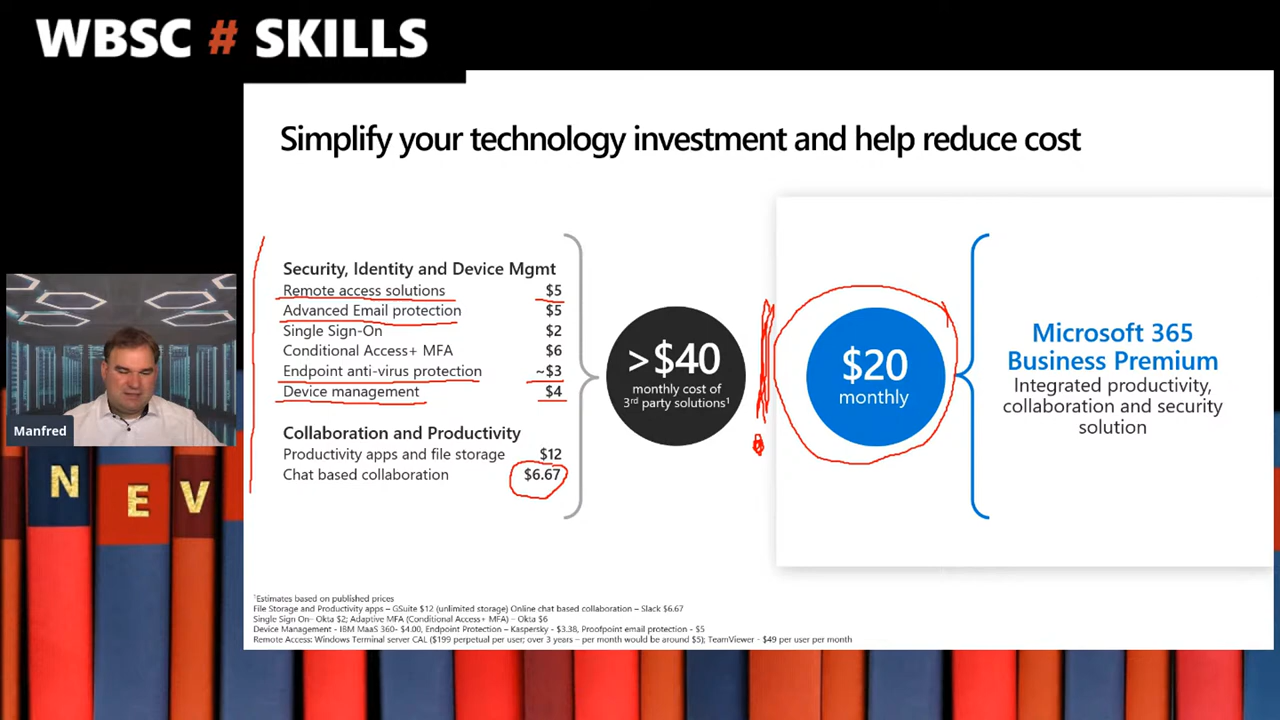 WBSC # SKILLS
Simplify your technology investment and help reduce cost
Security, Identity and Device Mgmt
Remote access solutions $5
Advanced Email protection $5
Single Sign-On $2
Conditional Access+ MFA $6
Endpoint anti-virus protection ~$3
Device management $4
Collaboration and Productivity
Productivity apps and file storage $12
Chat based collaboration $6.67
>$40
monthly cost of
3rd party solutions¹
$20
monthly
Microsoft 365
Business Premium
Integrated productivity,
collaboration and security
solution
Manfred
N E V
¹Estimates based on published prices
File Storage and Productivity apps – GSuite $12 (unlimited storage) Online chat based collaboration – Slack $6.67
Single Sign On- Okta $2; Adaptive MFA (Conditional Access+ MFA) – Okta $6
Device Management - IBM MaaS 360- $4.00, Endpoint Protection – Kaspersky - $3.38, Proofpoint email protection - $5
Remote Access: Windows Terminal server CAL ($199 perpetual per user; over 3 years – per month would be around $5); TeamViewer - $49 per user per month